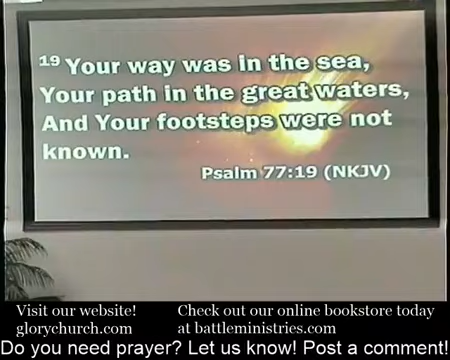 19 Your way was in the sea,
Your path in the great waters,
And Your footsteps were not
known.
Psalm 77:19 (NKJV)
Visit our website!
glorychurch.com
Check out our online bookstore today
at battleministries.com
Do you need prayer? Let us know! Post a comment!